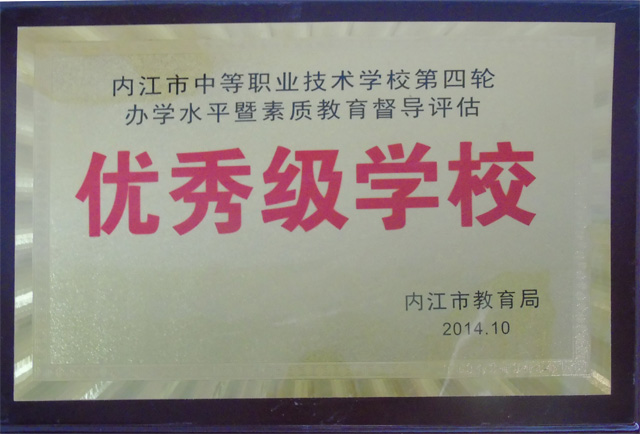 内江市中等职业技术学校第四轮
办学水平暨素质教育督导评估
优秀级学校
内江市教育局
2014.10